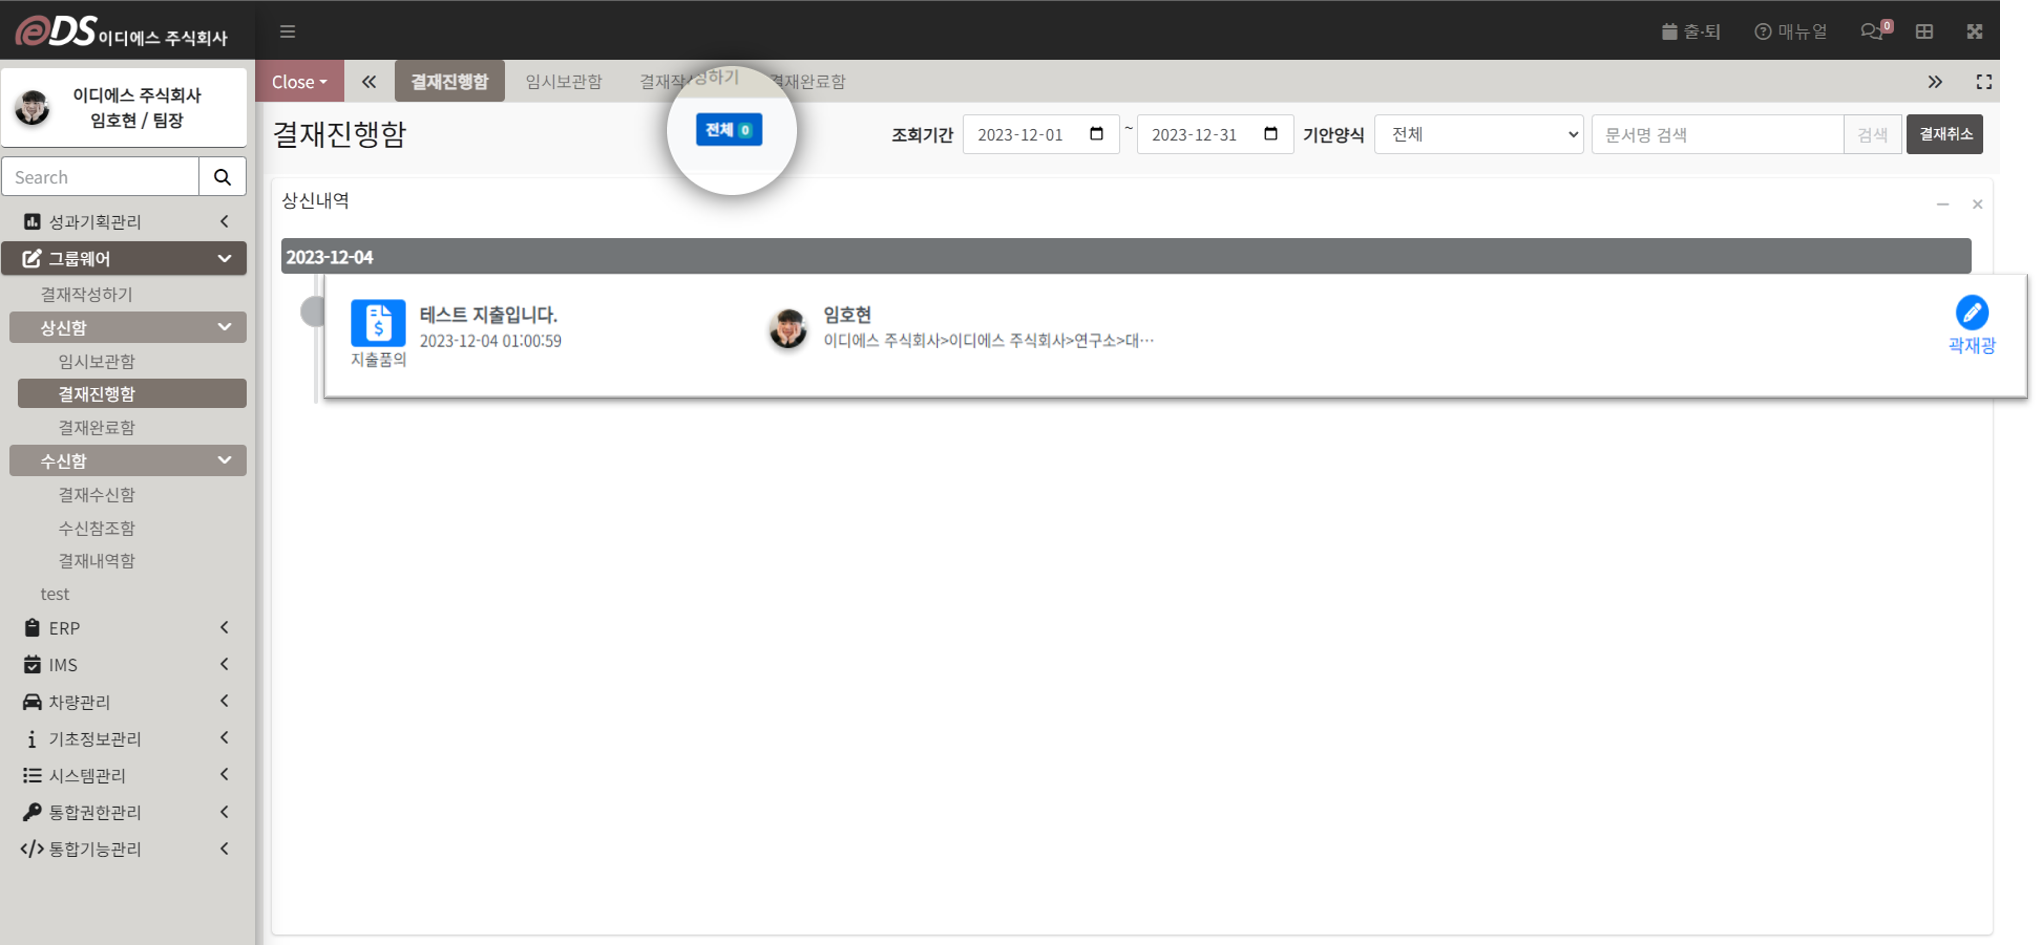 eDS 이디에스 주식회사
출·퇴
매뉴얼
0
이디에스 주식회사
임호현 / 팀장
Search
성과기획관리
그룹웨어
결재작성하기
상신함
임시보관함
결재진행함
결재완료함
수신함
결재수신함
수신참조함
결재내역함
test
ERP
IMS
차량관리
기초정보관리
시스템관리
통합권한관리
통합기능관리
Close
결재진행함
임시보관함
결재작성하기
결재완료함
결재진행함
전체 0
조회기간
2023-12-01
~
2023-12-31
기안양식
전체
문서명 검색
검색
결재취소
상신내역
2023-12-04
테스트 지출입니다.
2023-12-04 01:00:59
지출품의
임호현
이디에스 주식회사>이디에스 주식회사>연구소>대…
곽재광